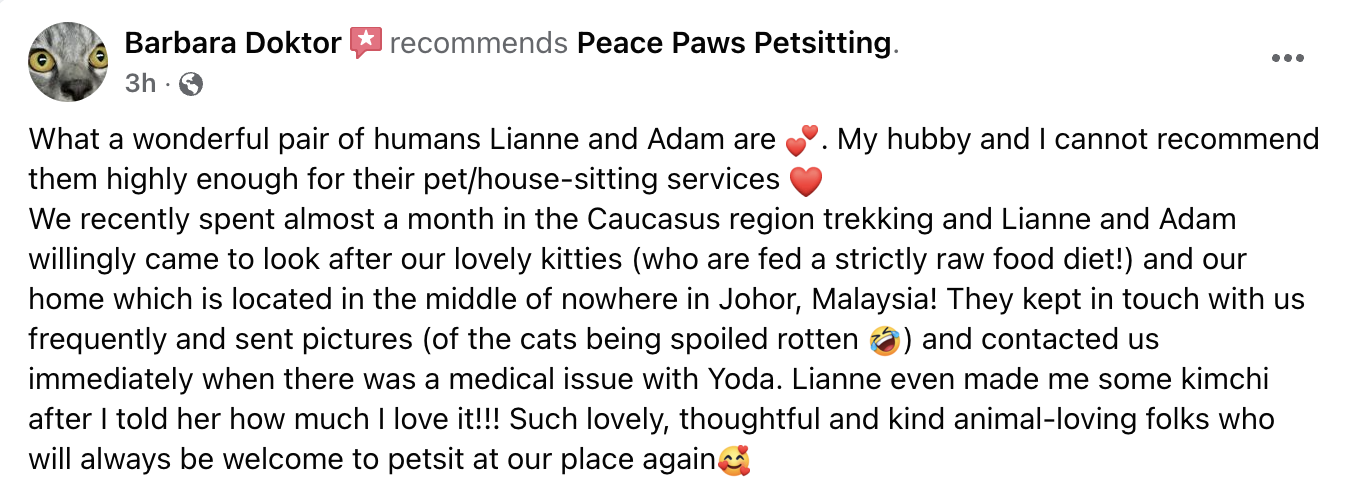 Barbara Doktor recommends Peace Paws Petsitting.
3h ·
What a wonderful pair of humans Lianne and Adam are 💕. My hubby and I cannot recommend
them highly enough for their pet/house-sitting services ❤️
We recently spent almost a month in the Caucasus region trekking and Lianne and Adam
willingly came to look after our lovely kitties (who are fed a strictly raw food diet!) and our
home which is located in the middle of nowhere in Johor, Malaysia! They kept in touch with us
frequently and sent pictures (of the cats being spoiled rotten 🤣) and contacted us
immediately when there was a medical issue with Yoda. Lianne even made me some kimchi
after I told her how much I love it!!! Such lovely, thoughtful and kind animal-loving folks who
will always be welcome to petsit at our place again🥰